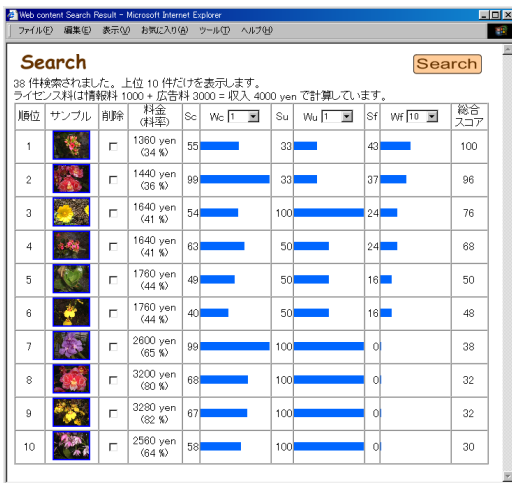 Web content Search Result - Microsoft Internet Explorer
ファイル(F) 編集(E) 表示(V) お気に入り(A) ツール(T) ヘルプ(H)
Search
Search
38 件検索されました。上位 10 件だけを表示します。
ライセンス料は情報料 1000 + 広告料 3000 = 収入 4000 yen で計算しています。
順位 サンプル 削除 料金 (料率) Sc Wc 1 Su Wu 1 Sf Wf 10 総合スコア
1 1360 yen (34 %) 55 33 43 100
2 1440 yen (36 %) 99 33 37 96
3 1640 yen (41 %) 54 100 24 76
4 1640 yen (41 %) 63 50 24 68
5 1760 yen (44 %) 49 50 16 50
6 1760 yen (44 %) 40 50 16 48
7 2600 yen (65 %) 99 100 0 38
8 3200 yen (80 %) 68 100 0 32
9 3280 yen (82 %) 67 100 0 32
10 2560 yen (64 %) 58 100 0 30